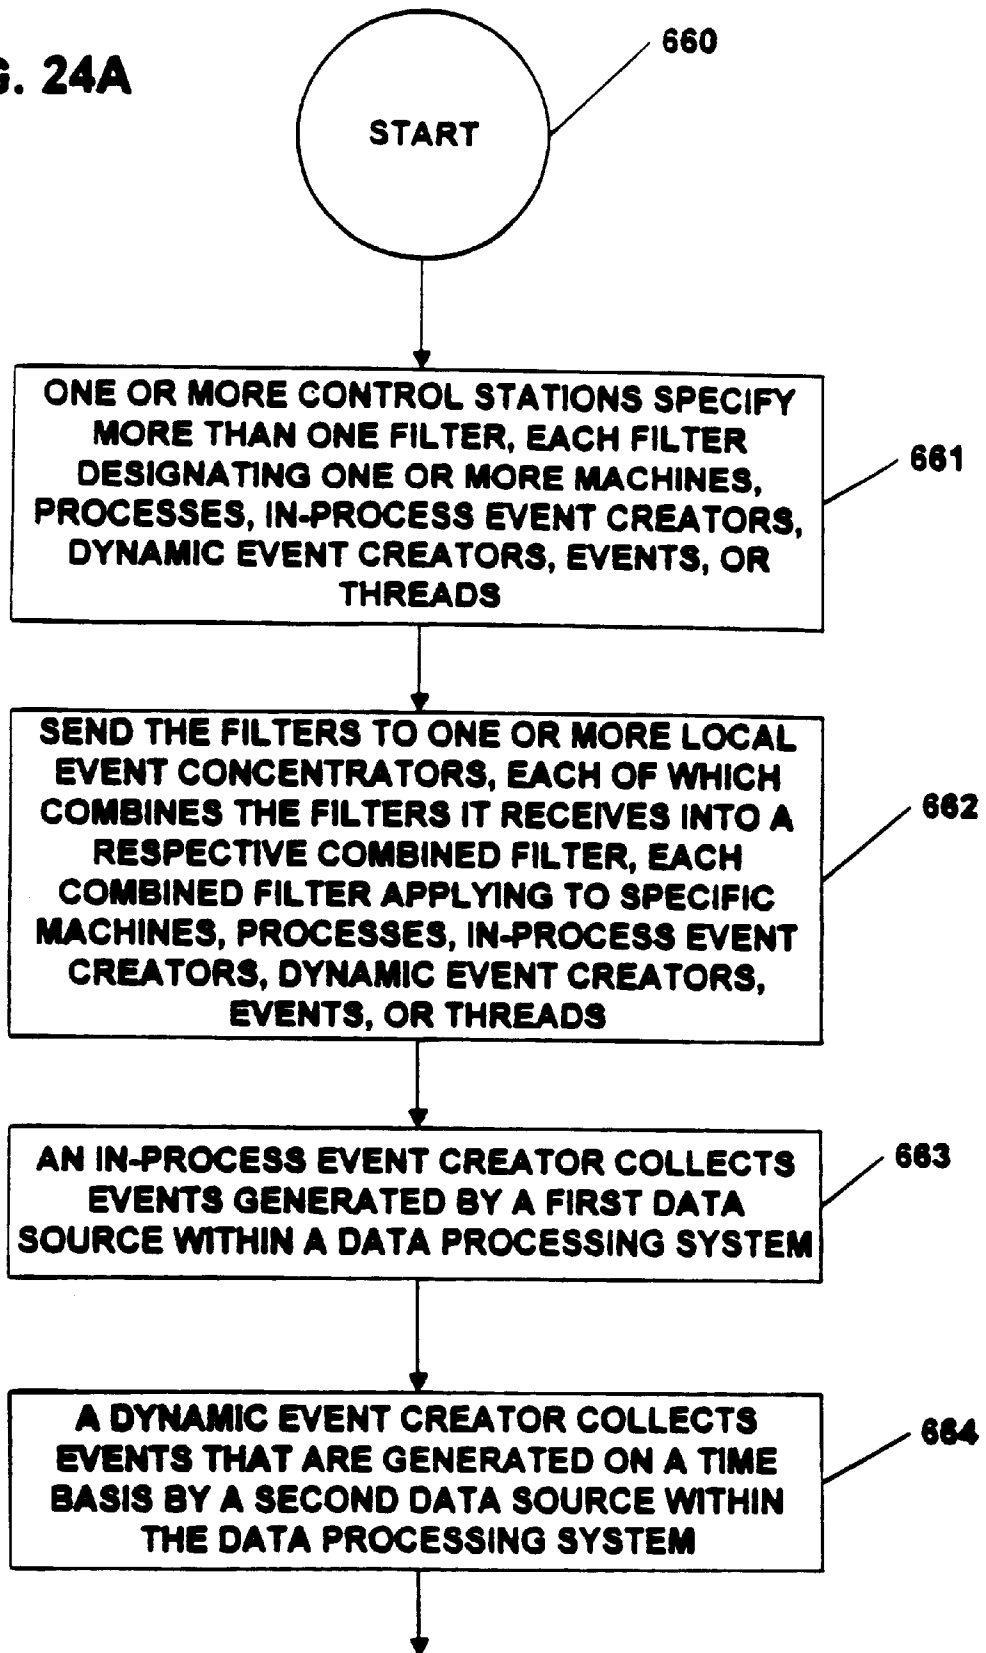 G. 24A
660
START
ONE OR MORE CONTROL STATIONS SPECIFY
MORE THAN ONE FILTER, EACH FILTER
DESIGNATING ONE OR MORE MACHINES,
PROCESSES, IN-PROCESS EVENT CREATORS,
DYNAMIC EVENT CREATORS, EVENTS, OR
THREADS
661
SEND THE FILTERS TO ONE OR MORE LOCAL
EVENT CONCENTRATORS, EACH OF WHICH
COMBINES THE FILTERS IT RECEIVES INTO A
RESPECTIVE COMBINED FILTER, EACH
COMBINED FILTER APPLYING TO SPECIFIC
MACHINES, PROCESSES, IN-PROCESS EVENT
CREATORS, DYNAMIC EVENT CREATORS,
EVENTS, OR THREADS
662
AN IN-PROCESS EVENT CREATOR COLLECTS
EVENTS GENERATED BY A FIRST DATA
SOURCE WITHIN A DATA PROCESSING SYSTEM
663
A DYNAMIC EVENT CREATOR COLLECTS
EVENTS THAT ARE GENERATED ON A TIME
BASIS BY A SECOND DATA SOURCE WITHIN
THE DATA PROCESSING SYSTEM
664